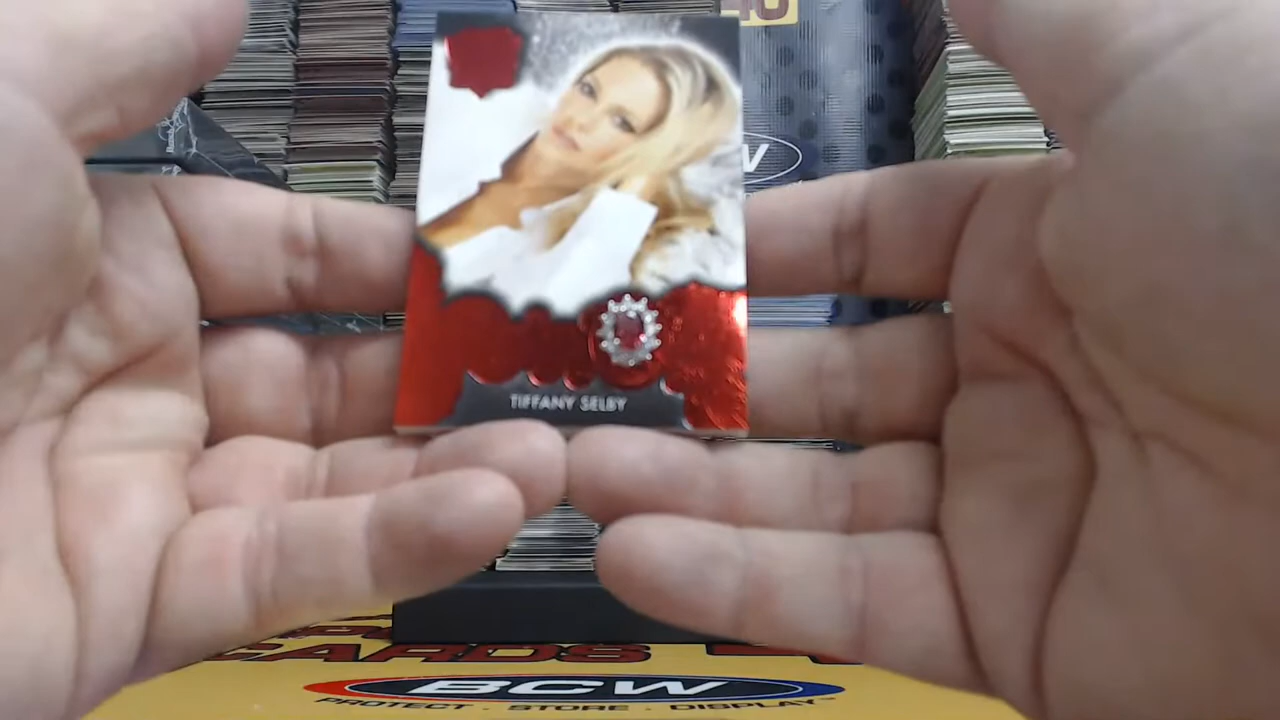 TIFFANY SELBY
CARDS
BCW
PROTECT · STORE · DISPLAY